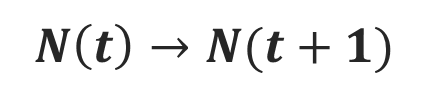 N(t) → N(t + 1)